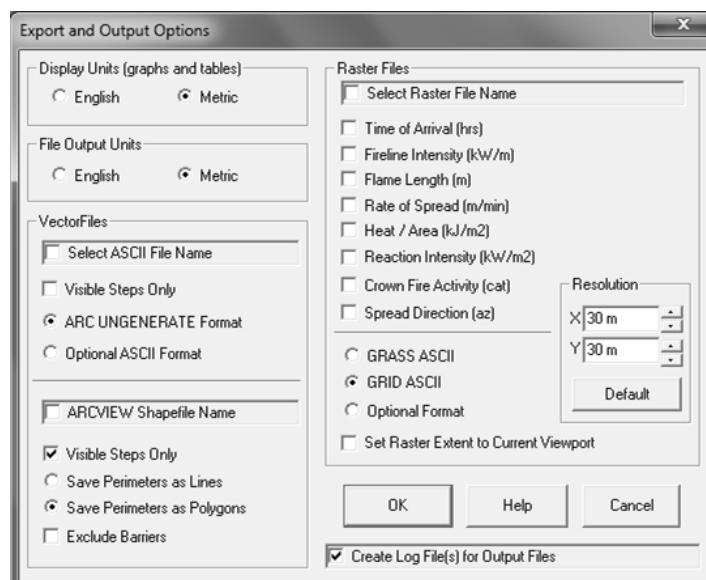 Export and Output Options
Display Units (graphs and tables)
English
Metric
File Output Units
English
Metric
VectorFiles
Select ASCII File Name
Visible Steps Only
ARC UNGENERATE Format
Optional ASCII Format
ARCVIEW Shapefile Name
Visible Steps Only
Save Perimeters as Lines
Save Perimeters as Polygons
Exclude Barriers
Raster Files
Select Raster File Name
Time of Arrival (hrs)
Fireline Intensity (kW/m)
Flame Length (m)
Rate of Spread (m/min)
Heat / Area (kJ/m2)
Reaction Intensity (kW/m2)
Crown Fire Activity (cat)
Spread Direction (az)
Resolution
X 30 m
Y 30 m
Default
GRASS ASCII
GRID ASCII
Optional Format
Set Raster Extent to Current Viewport
OK
Help
Cancel
Create Log File(s) for Output Files